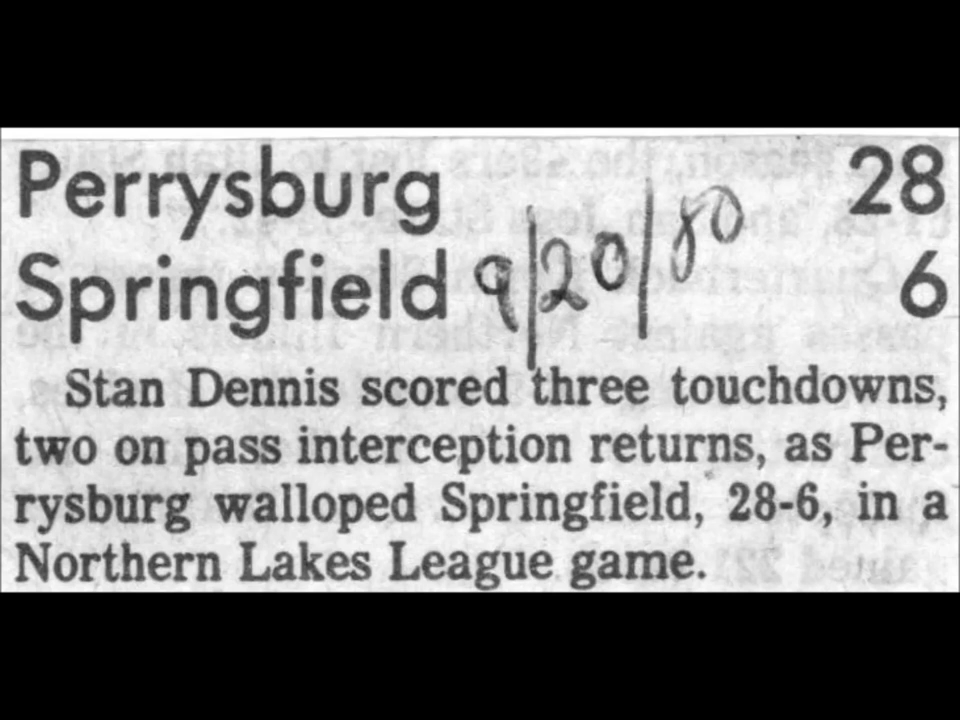 Perrysburg 28
Springfield 9/20/80 6
Stan Dennis scored three touchdowns,
two on pass interception returns, as Per-
rysburg walloped Springfield, 28-6, in a
Northern Lakes League game.